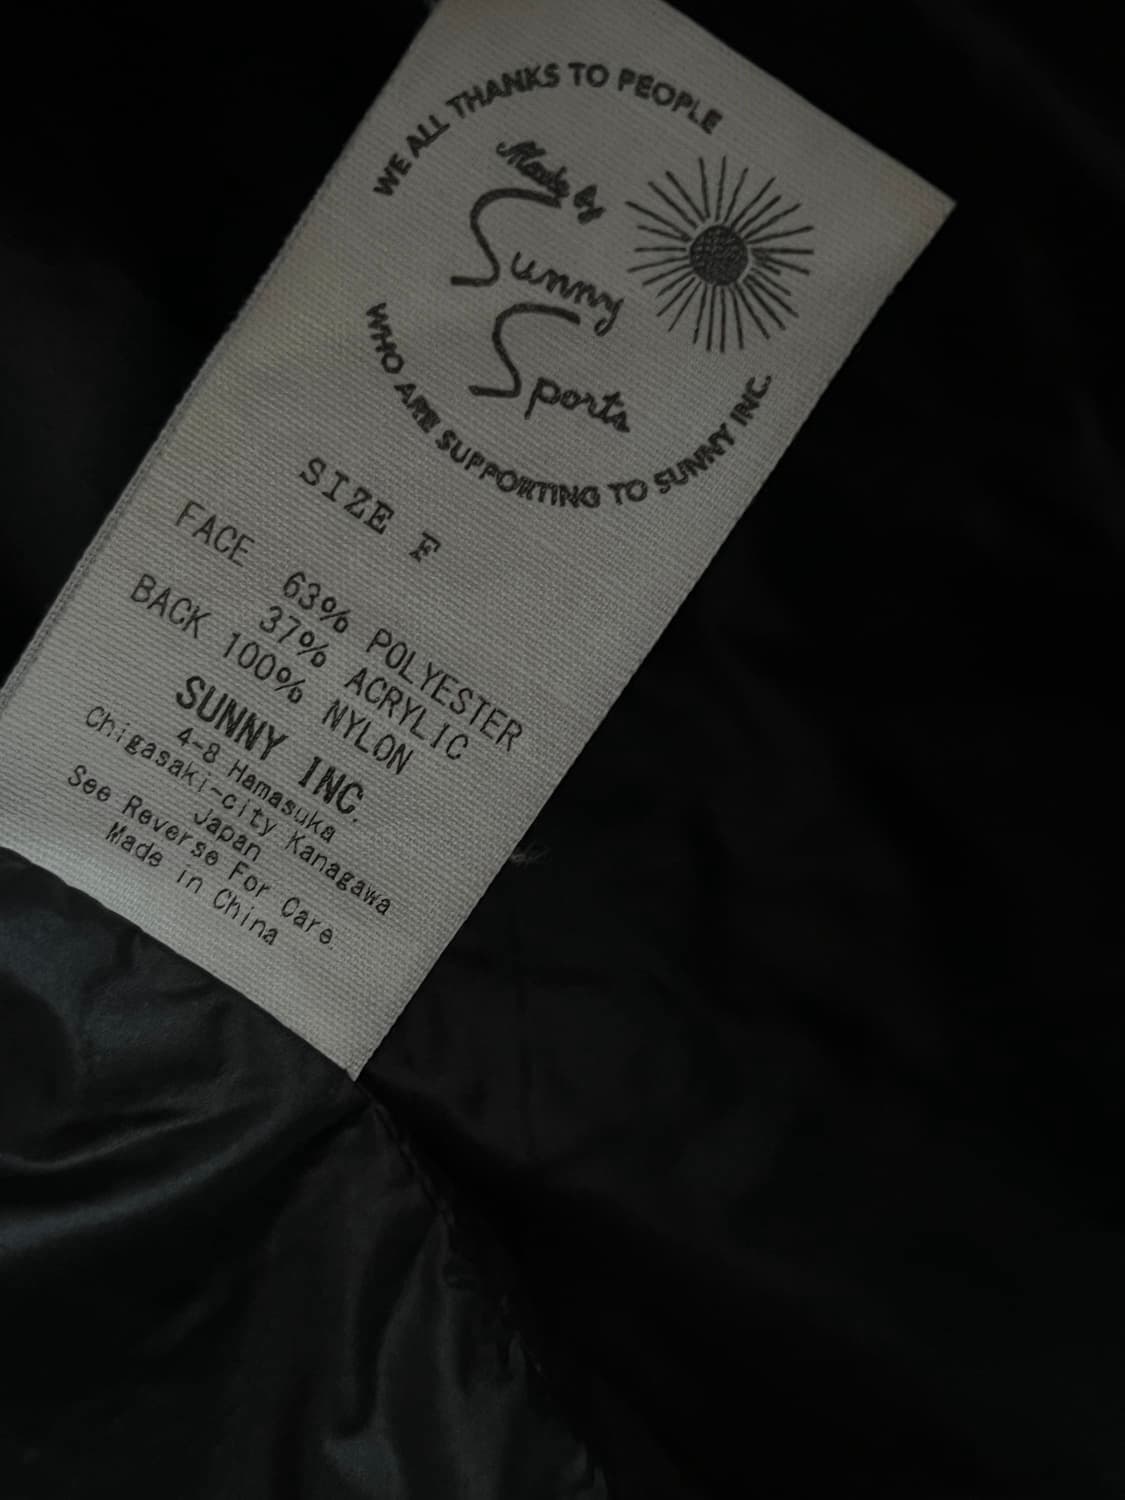 WE ALL THANKS TO PEOPLE
Made by
Sunny
Sports
WHO ARE SUPPORTING TO SUNNY INC.
SIZE F
FACE 63% POLYESTER
37% ACRYLIC
BACK 100% NYLON
SUNNY INC.
4-8 Hamasuka
Chigasaki-city Kanagawa
Japan
See Reverse For Care.
Made in China